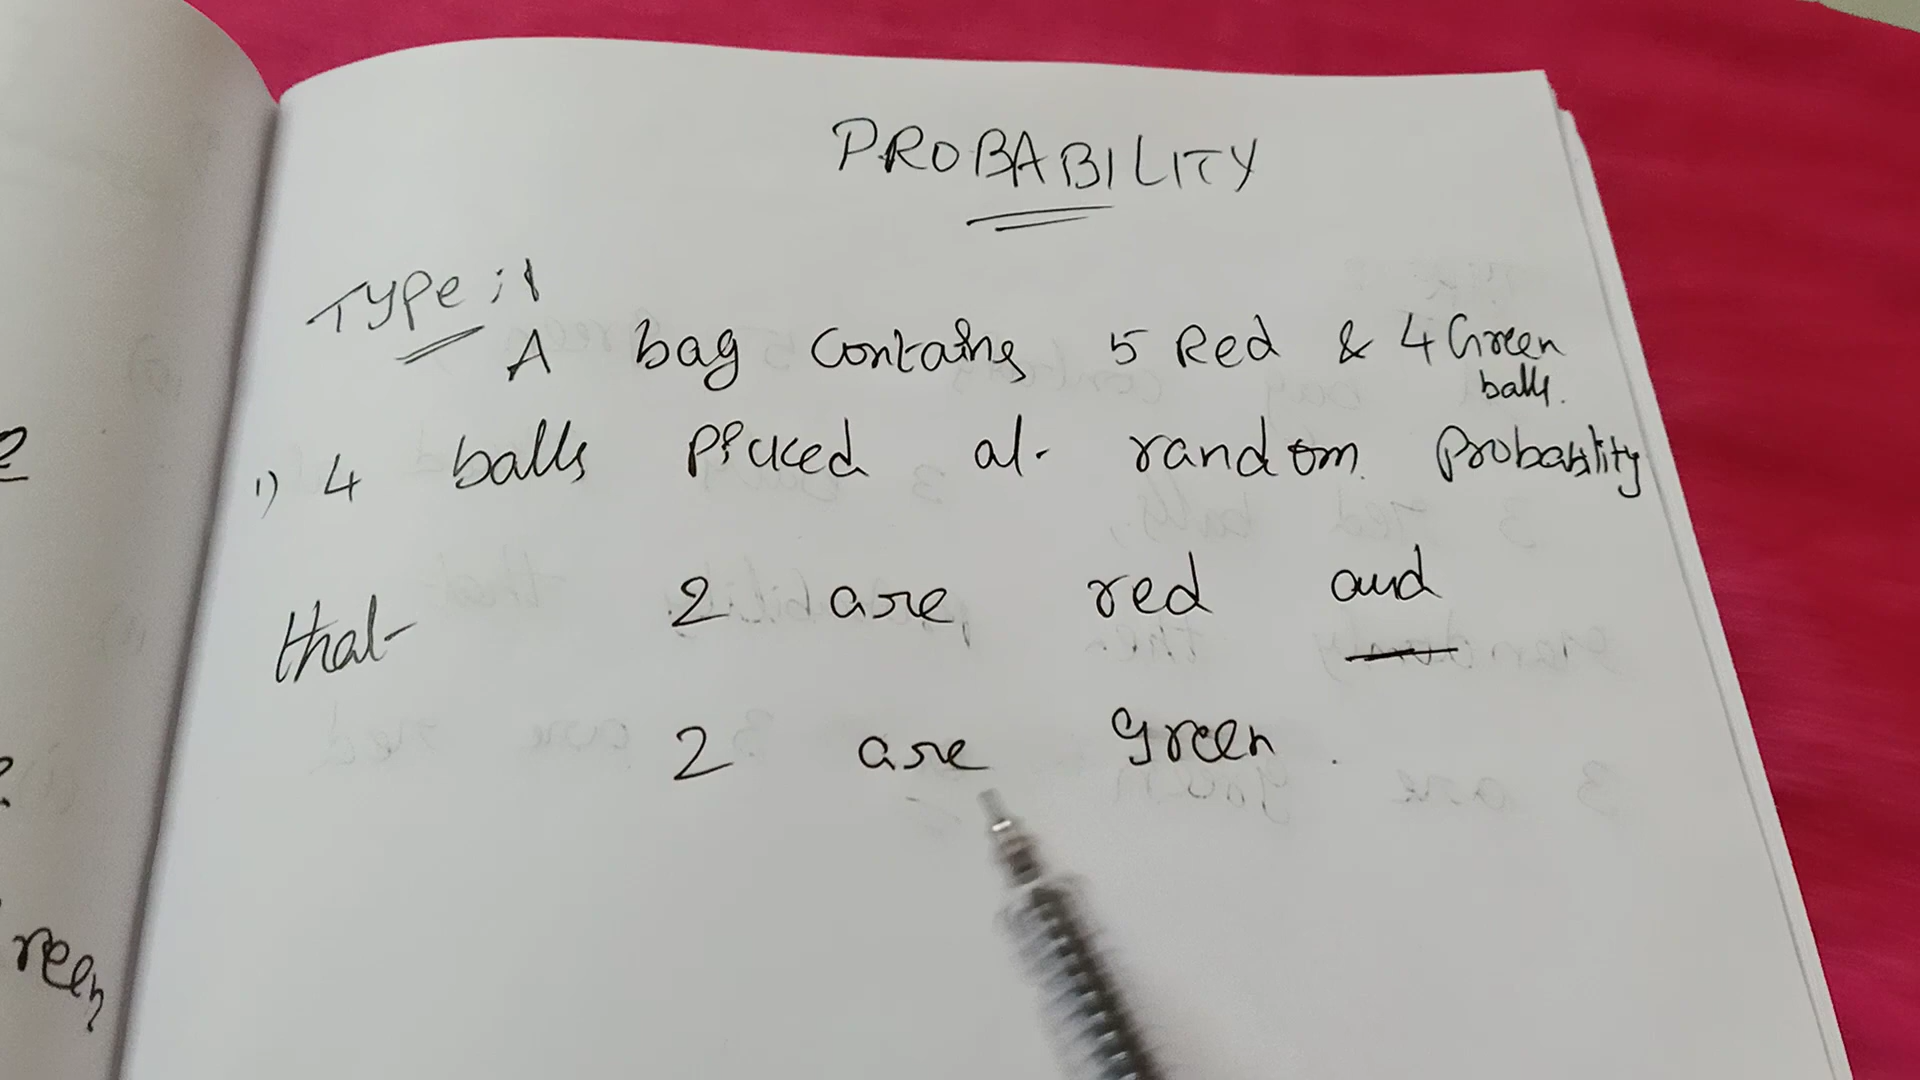 PROBABILITY
Type : 1
A bag contains 5 Red & 4 Green
balls.
1) 4 balls Picked at random Probability
that 2 are red and
2 are green.
reen